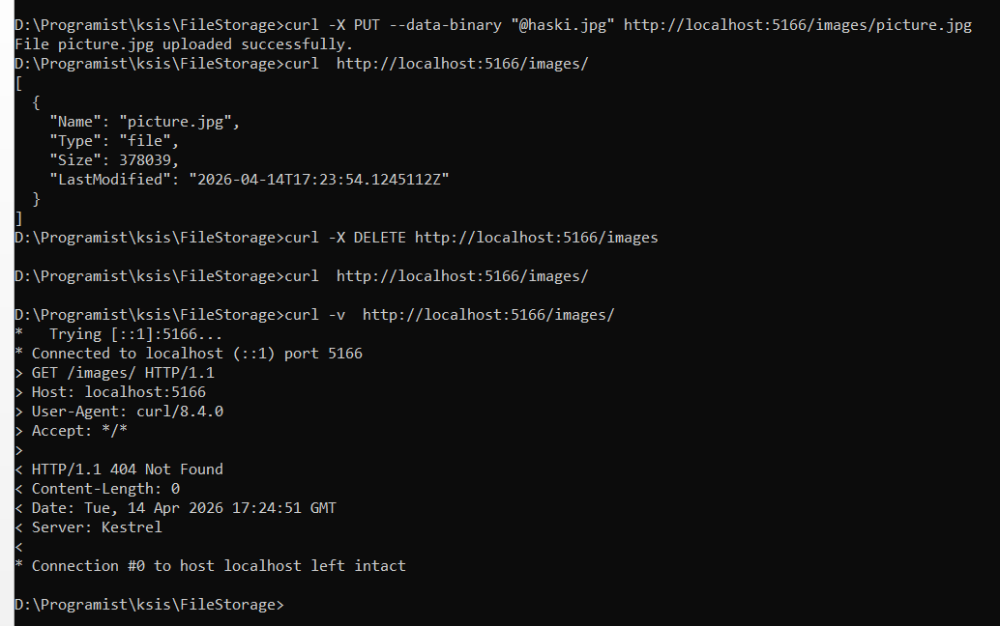 D:\Programist\ksis\FileStorage>curl -X PUT --data-binary "@haski.jpg" http://localhost:5166/images/picture.jpg
File picture.jpg uploaded successfully.
D:\Programist\ksis\FileStorage>curl  http://localhost:5166/images/
[
  {
    "Name": "picture.jpg",
    "Type": "file",
    "Size": 378039,
    "LastModified": "2026-04-14T17:23:54.1245112Z"
  }
]
D:\Programist\ksis\FileStorage>curl -X DELETE http://localhost:5166/images
D:\Programist\ksis\FileStorage>curl  http://localhost:5166/images/
D:\Programist\ksis\FileStorage>curl -v  http://localhost:5166/images/
*   Trying [::1]:5166...
* Connected to localhost (::1) port 5166
> GET /images/ HTTP/1.1
> Host: localhost:5166
> User-Agent: curl/8.4.0
> Accept: */*
>
< HTTP/1.1 404 Not Found
< Content-Length: 0
< Date: Tue, 14 Apr 2026 17:24:51 GMT
< Server: Kestrel
<
* Connection #0 to host localhost left intact
D:\Programist\ksis\FileStorage>